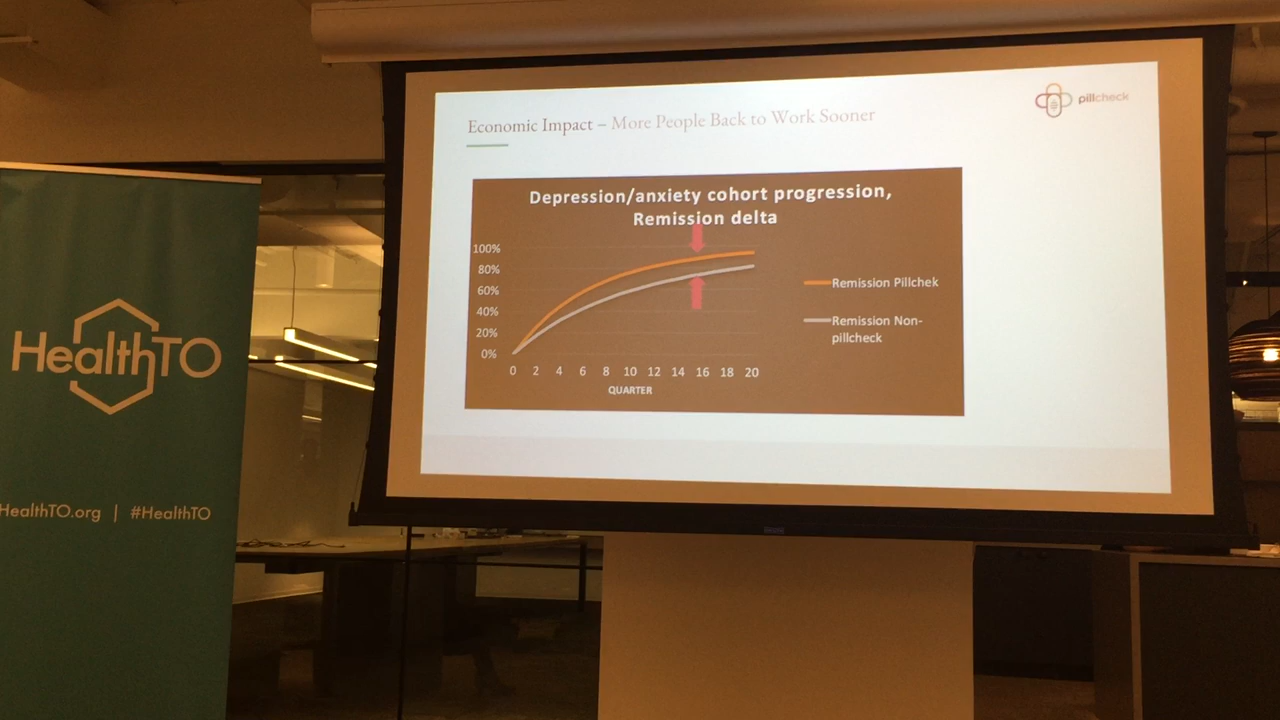 Economic Impact – More People Back to Work Sooner
pillcheck
Depression/anxiety cohort progression,
Remission delta
100%
80%
60%
40%
20%
0%
0 2 4 6 8 10 12 14 16 18 20
QUARTER
Remission Pillchek
Remission Non-
pillcheck
HealthTO
HealthTO.org | #HealthTO